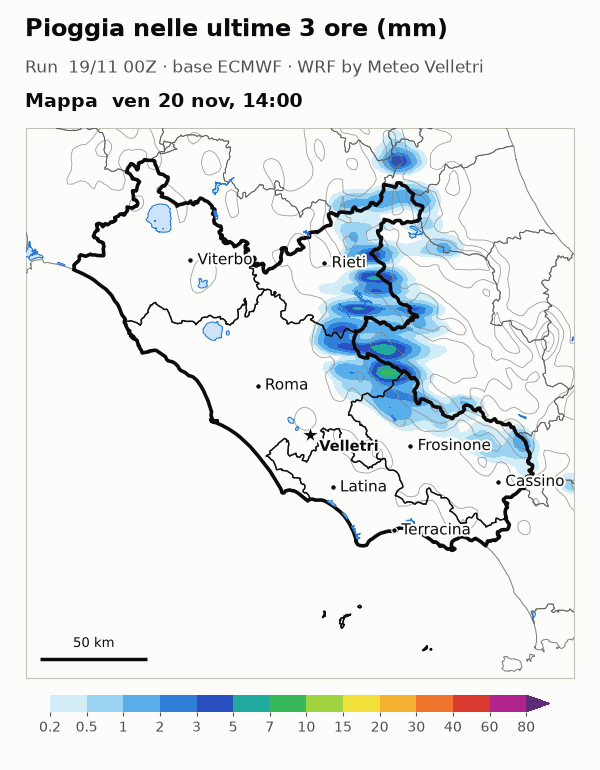 Pioggia nelle ultime 3 ore (mm)
Run  19/11 00Z · base ECMWF · WRF by Meteo Velletri
Mappa  ven 20 nov, 14:00
Viterbo
Rieti
Roma
Velletri
Frosinone
Latina
Cassino
Terracina
50 km
0.2 0.5 1 2 3 5 7 10 15 20 30 40 60 80